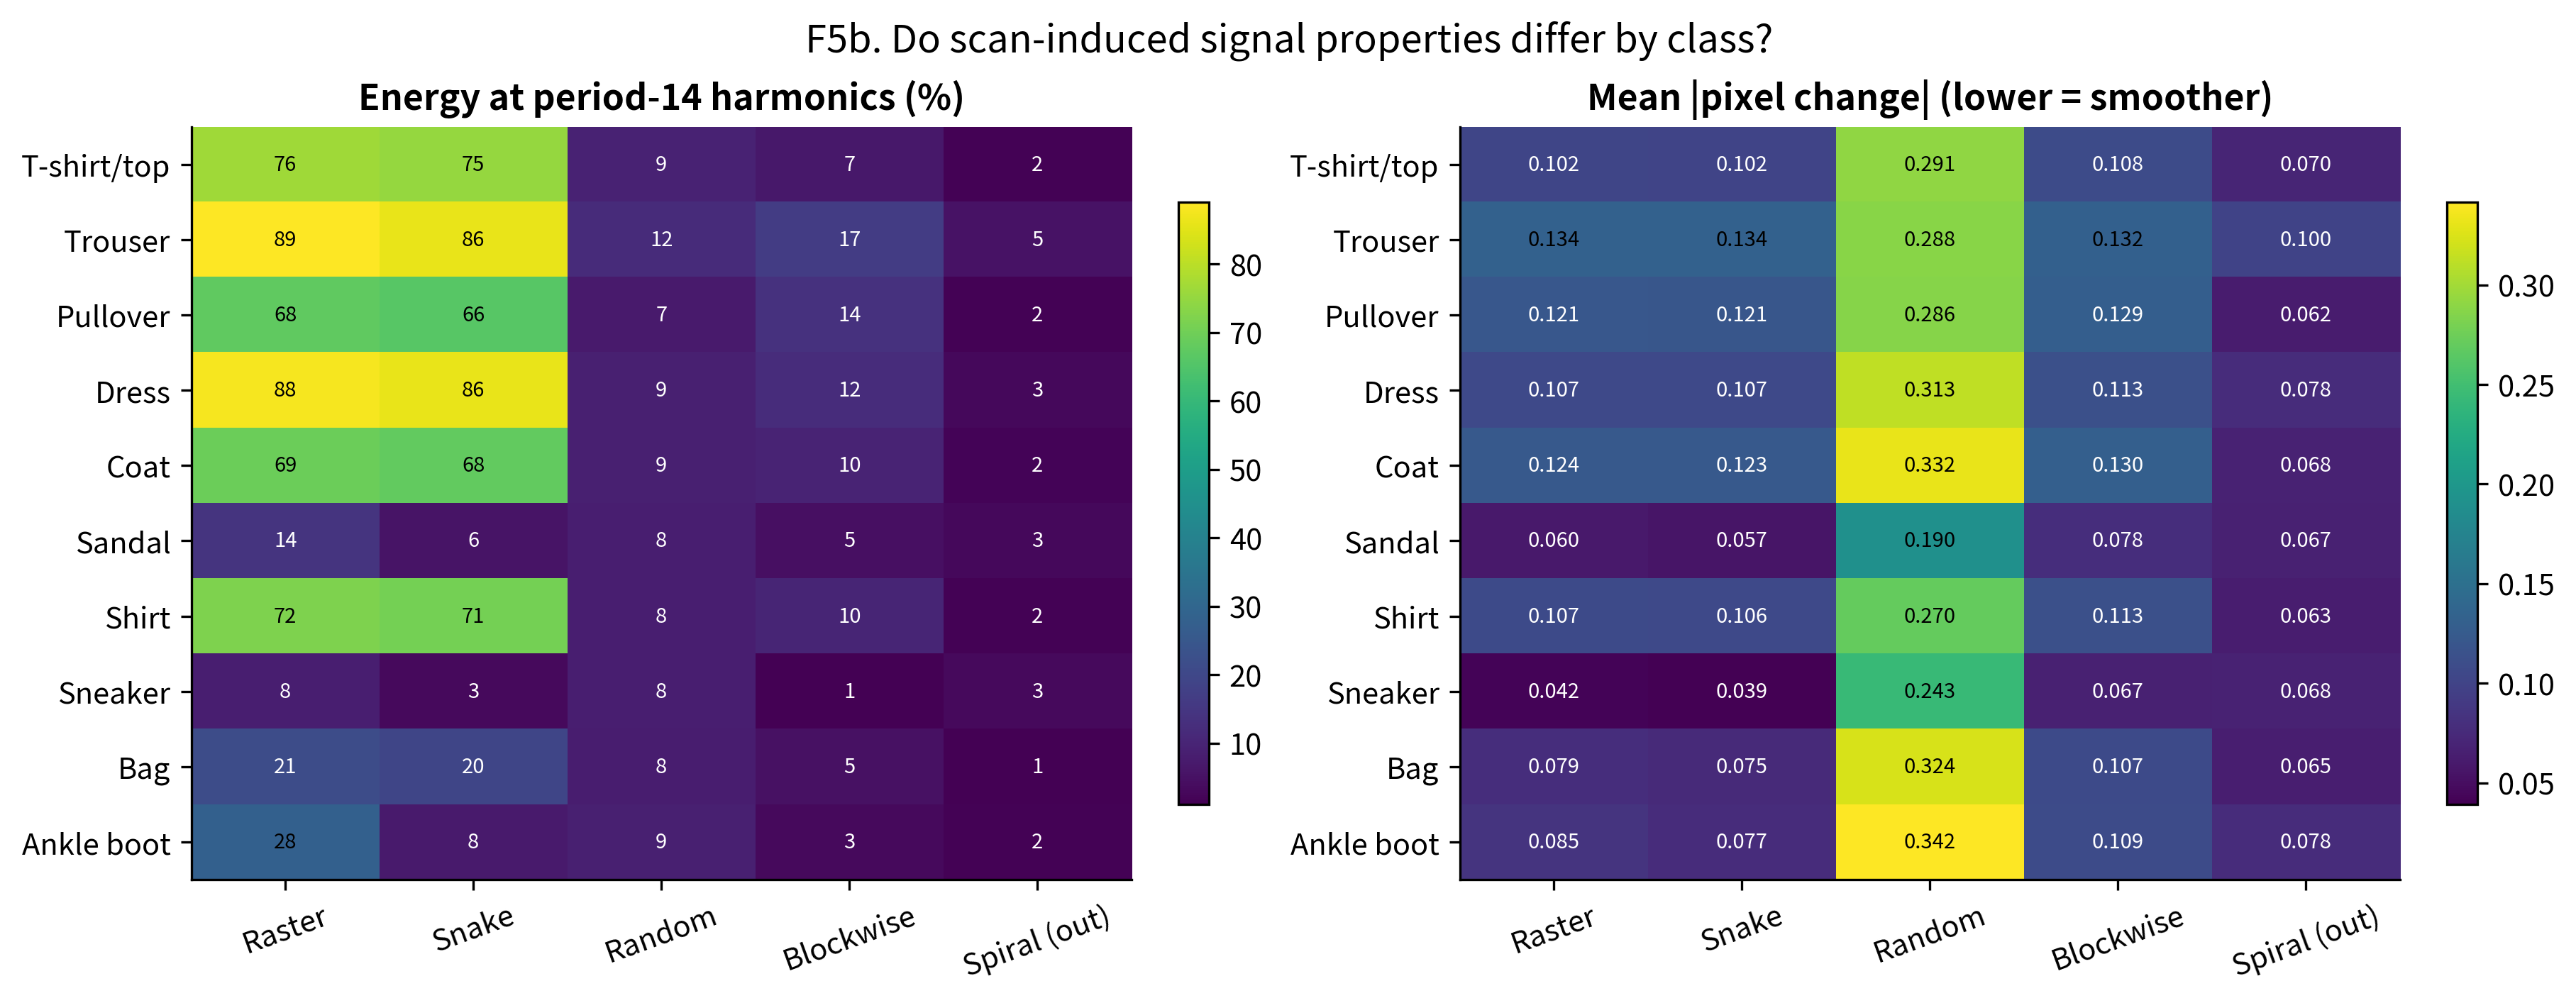 F5b. Do scan-induced signal properties differ by class?
Energy at period-14 harmonics (%)
T-shirt/top 76 75 9 7 2
Trouser 89 86 12 17 5
Pullover 68 66 7 14 2
Dress 88 86 9 12 3
Coat 69 68 9 10 2
Sandal 14 6 8 5 3
Shirt 72 71 8 10 2
Sneaker 8 3 8 1 3
Bag 21 20 8 5 1
Ankle boot 28 8 9 3 2
Raster Snake Random Blockwise Spiral (out)
80
70
60
50
40
30
20
10
Mean |pixel change| (lower = smoother)
T-shirt/top 0.102 0.102 0.291 0.108 0.070
Trouser 0.134 0.134 0.288 0.132 0.100
Pullover 0.121 0.121 0.286 0.129 0.062
Dress 0.107 0.107 0.313 0.113 0.078
Coat 0.124 0.123 0.332 0.130 0.068
Sandal 0.060 0.057 0.190 0.078 0.067
Shirt 0.107 0.106 0.270 0.113 0.063
Sneaker 0.042 0.039 0.243 0.067 0.068
Bag 0.079 0.075 0.324 0.107 0.065
Ankle boot 0.085 0.077 0.342 0.109 0.078
Raster Snake Random Blockwise Spiral (out)
0.30
0.25
0.20
0.15
0.10
0.05